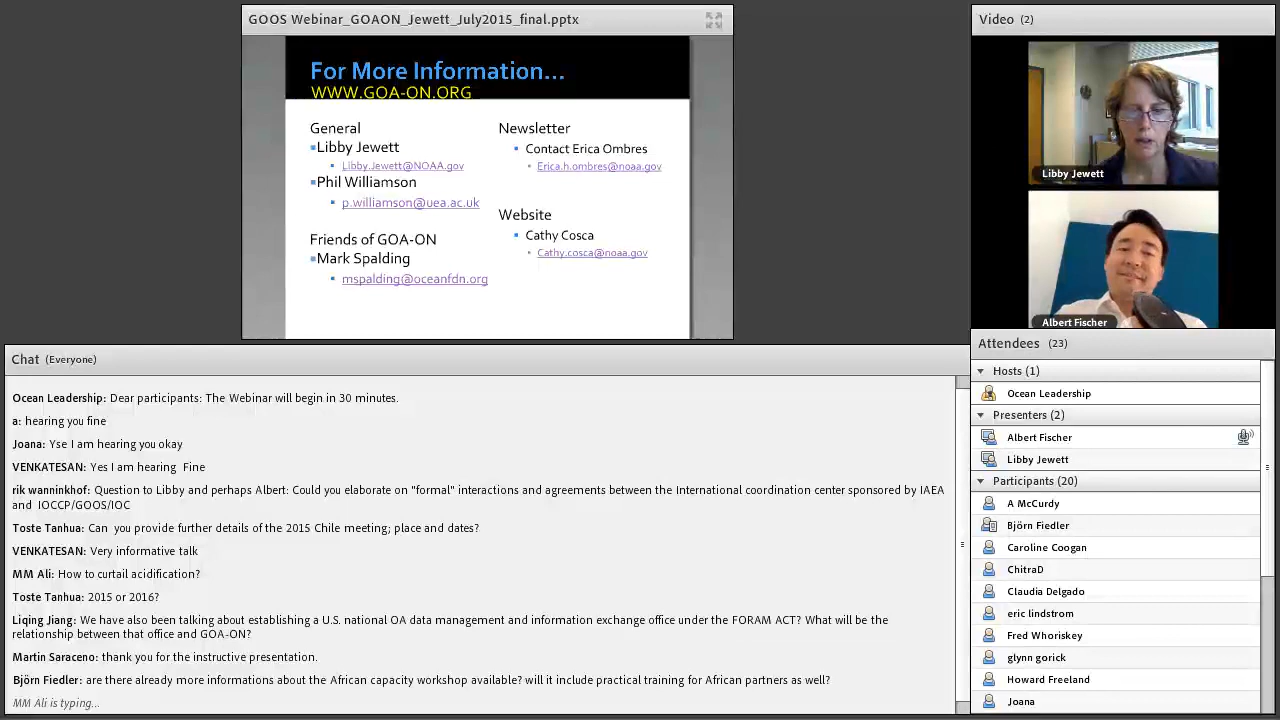 GOOS Webinar_GOAON_Jewett_July2015_final.pptx
For More Information...
WWW.GOA-ON.ORG
General
Libby Jewett
Libby.Jewett@NOAA.gov
Phil Williamson
p.williamson@uea.ac.uk
Friends of GOA-ON
Mark Spalding
mspalding@oceanfdn.org
Newsletter
Contact Erica Ombres
Erica.h.ombres@noaa.gov
Website
Cathy Cosca
Cathy.cosca@noaa.gov
Video (2)
Libby Jewett
Albert Fischer
Chat (Everyone)
Ocean Leadership: Dear participants: The Webinar will begin in 30 minutes.
a: hearing you fine
Joana: Yse I am hearing you okay
VENKATESAN: Yes I am hearing Fine
rik wanninkhof: Question to Libby and perhaps Albert. Could you elaborate on "formal" interactions and agreements between the International coordination center sponsored by IAEA
and IOCCP/GOOS/IOC
Toste Tanhua: Can you provide further details of the 2015 Chile meeting; place and dates?
VENKATESAN: Very informative talk
MM Ali: How to curtail acidification?
Toste Tanhua: 2015 or 2016?
Liqing Jiang: We have also been talking about establishing a U.S. national OA data management and information exchange office under the FORAM ACT? What will be the
relationship between that office and GOA-ON?
Martin Saraceno: thank you for the instructive presentation.
Björn Fiedler: are there already more informations about the African capacity workshop available? will it include practical training for African partners as well?
MM Ali is typing...
Attendees (23)
Hosts (1)
Ocean Leadership
Presenters (2)
Albert Fischer
Libby Jewett
Participants (20)
A McCurdy
Björn Fiedler
Caroline Coogan
ChitraD
Claudia Delgado
eric lindstrom
Fred Whoriskey
glynn gorick
Howard Freeland
Joana